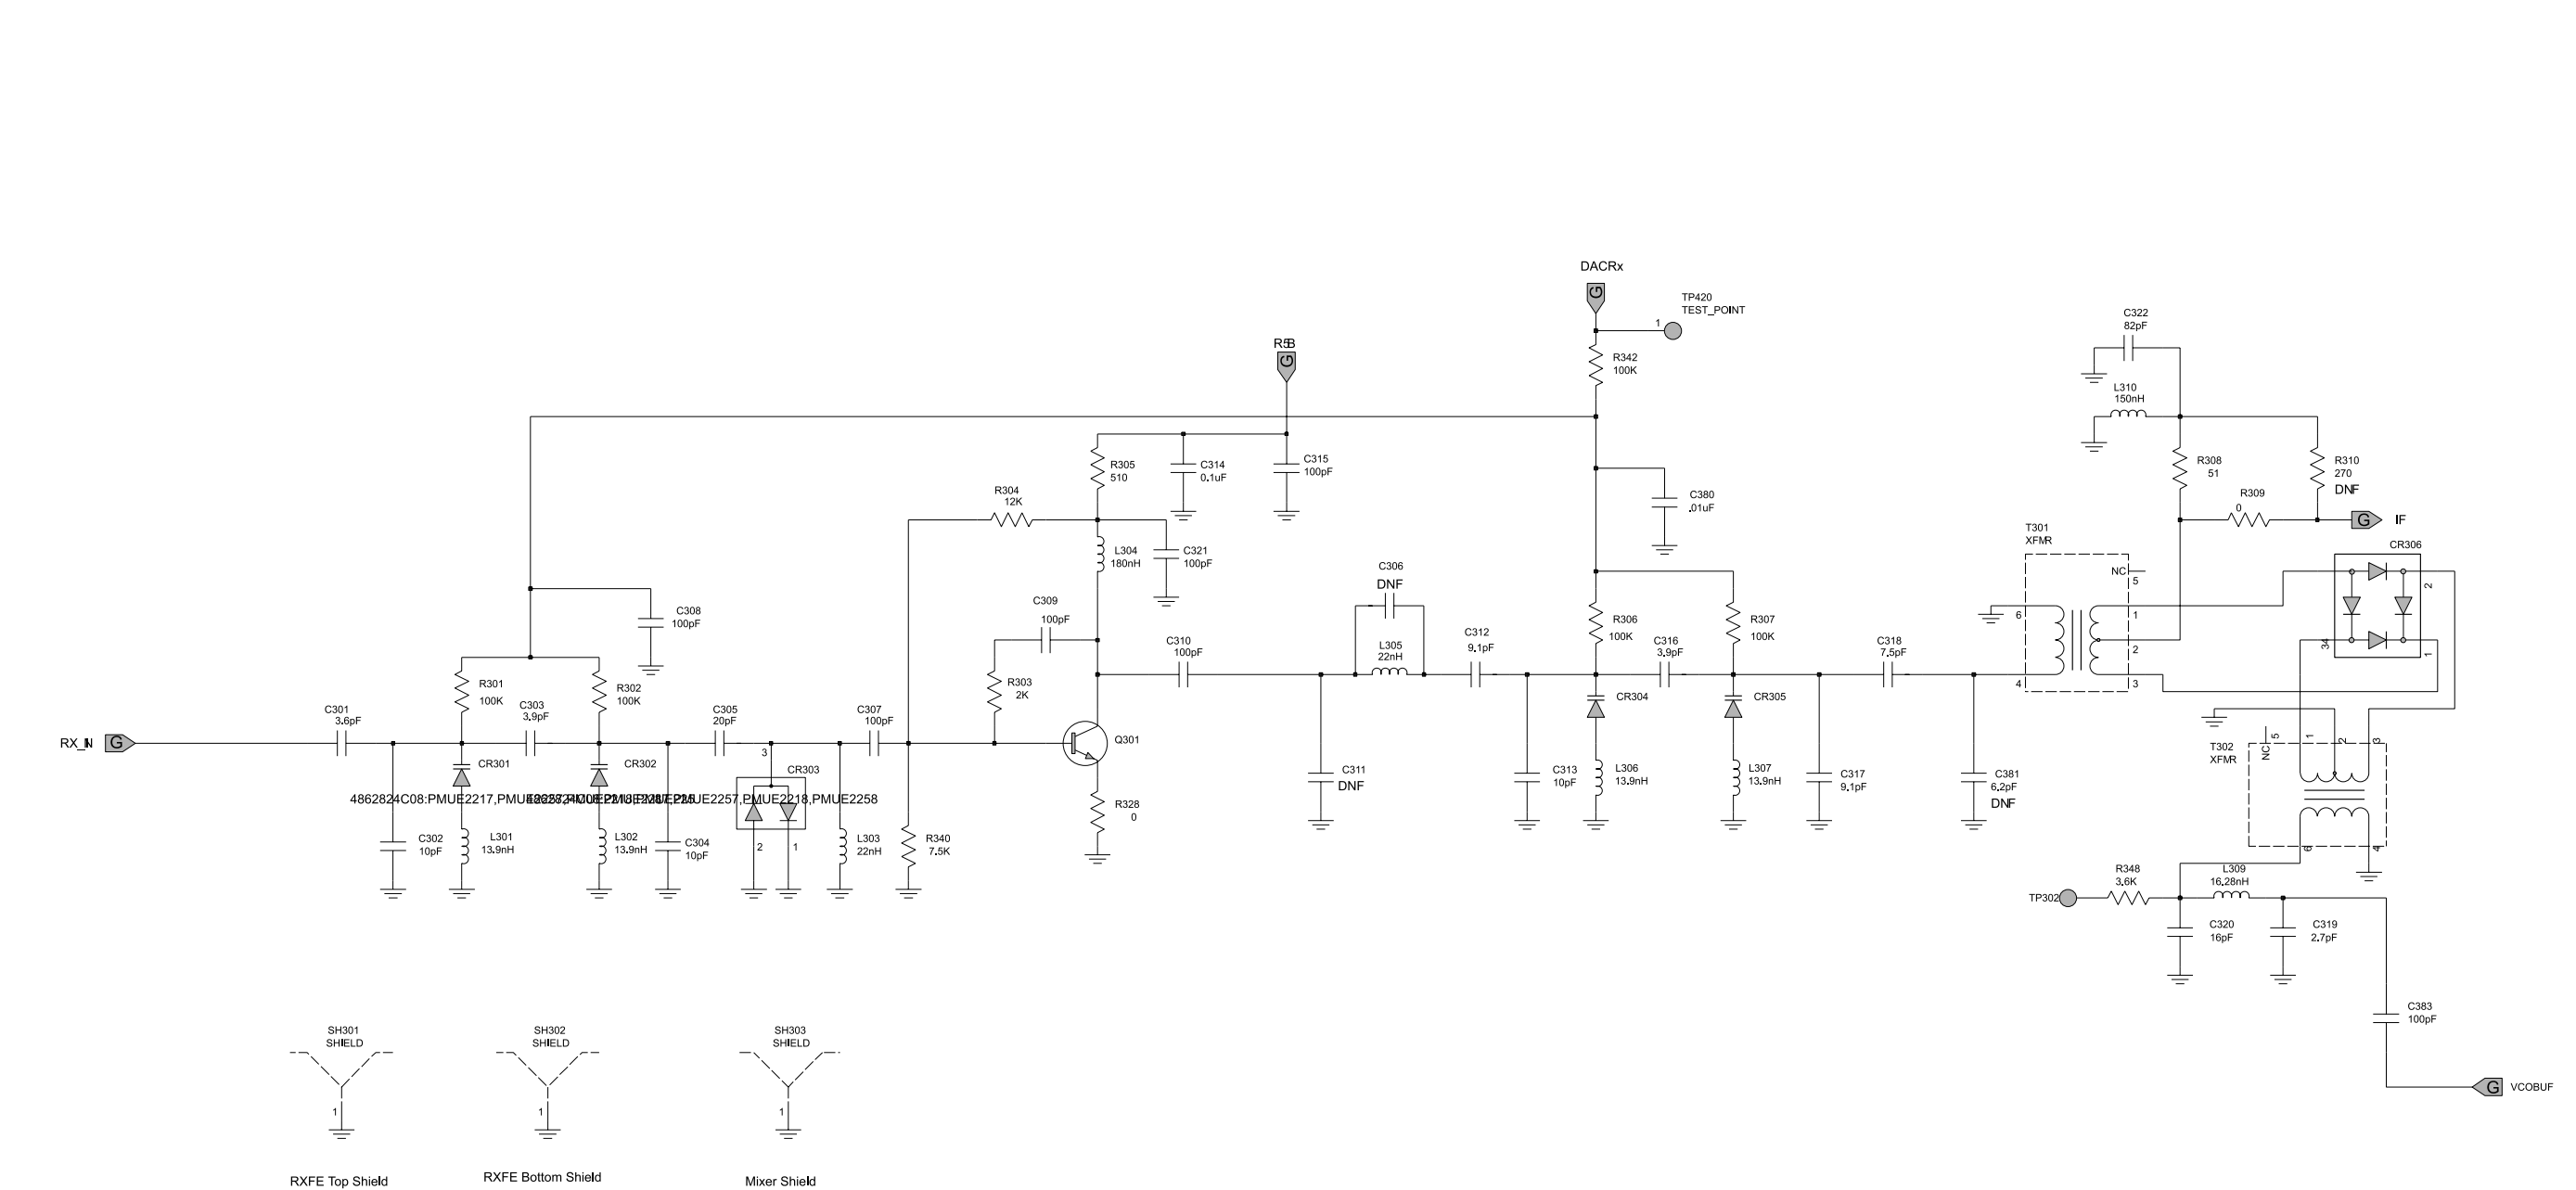 DACRx
G
TP420
TEST_POINT
1
C322
82pF
R5B
G
R342
100K
L310
150nH
R305
510
C314
0.1uF
C315
100pF
R308
51
R310
270
DNF
R304
12K
C380
.01uF
R309
0
G
IF
T301
XFMR
CR306
L304
180nH
C321
100pF
C306
DNF
NC
5
2
C308
100pF
C309
100pF
R306
100K
R307
100K
6
1
34
1
C310
100pF
L305
22nH
C312
9.1pF
C316
3.9pF
C318
7.5pF
2
R301
100K
R302
100K
R303
2K
4
3
CR304
CR305
C301
3.6pF
C303
3.9pF
C305
20pF
C307
100pF
RX_IN
G
Q301
5
1
2
3
T302
XFMR
NC
CR301
CR302
3
CR303
C311
DNF
C313
10pF
L306
13.9nH
L307
13.9nH
C317
9.1pF
C381
6.2pF
DNF
4862824C08:PMUE2217,PMUE2257,PMUE2218,PMUE2258
R328
0
C302
10pF
L301
13.9nH
L302
13.9nH
C304
10pF
2
1
L303
22nH
R340
7.5K
6
4
R348
3.6K
L309
16.28nH
TP302
C320
16pF
C319
2.7pF
C383
100pF
SH301
SHIELD
SH302
SHIELD
SH303
SHIELD
1
1
1
G
VCOBUF
RXFE Top Shield
RXFE Bottom Shield
Mixer Shield